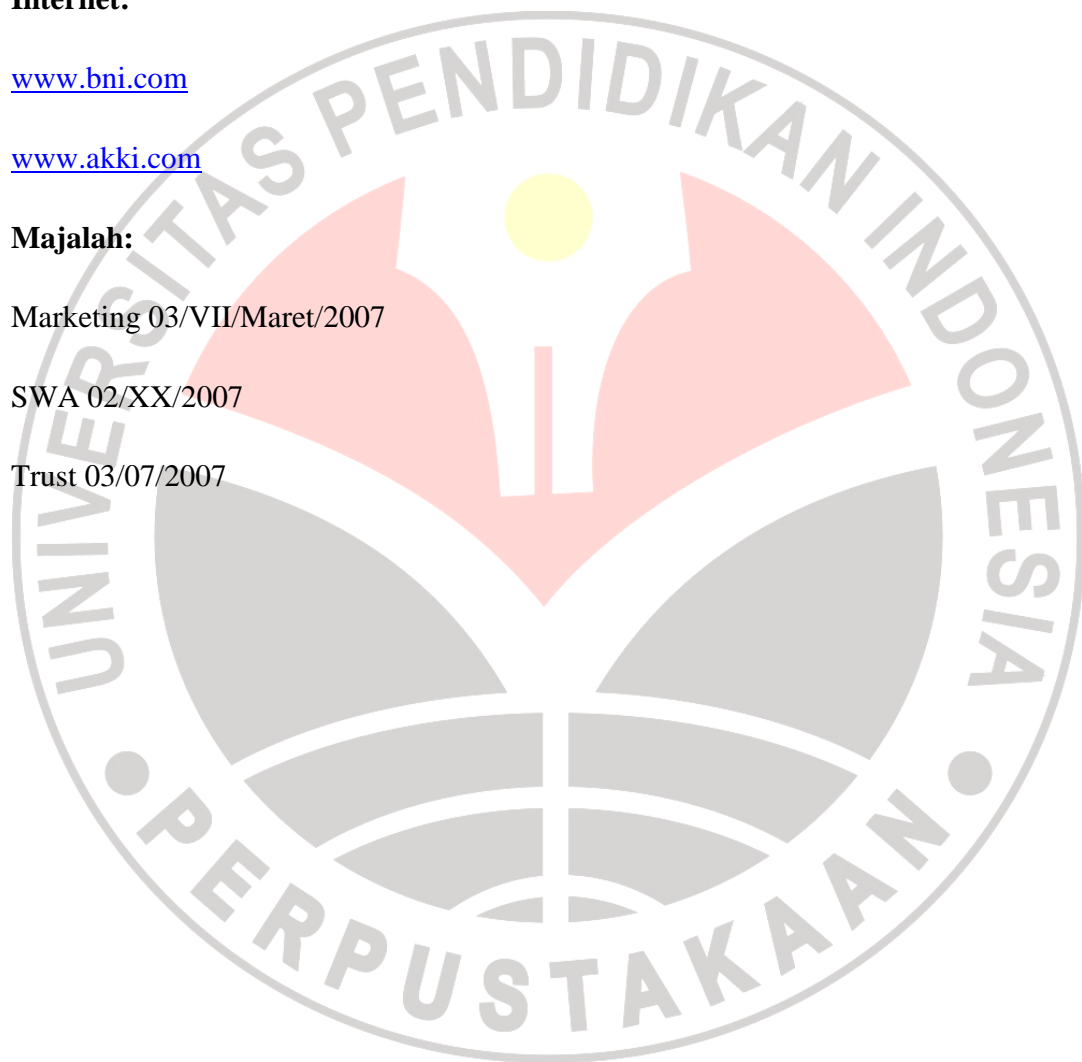 Internet:
www.bni.com
www.akki.com
Majalah:
Marketing 03/VII/Maret/2007
SWA 02/XX/2007
Trust 03/07/2007
UNIVERSITAS PENDIDIKAN INDONESIA
PERPUSTAKAAN